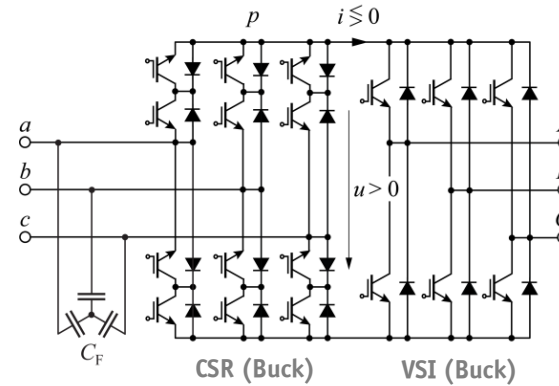 p
i ≶ 0
a
b
u > 0
c
C_F
CSR (Buck)
VSI (Buck)